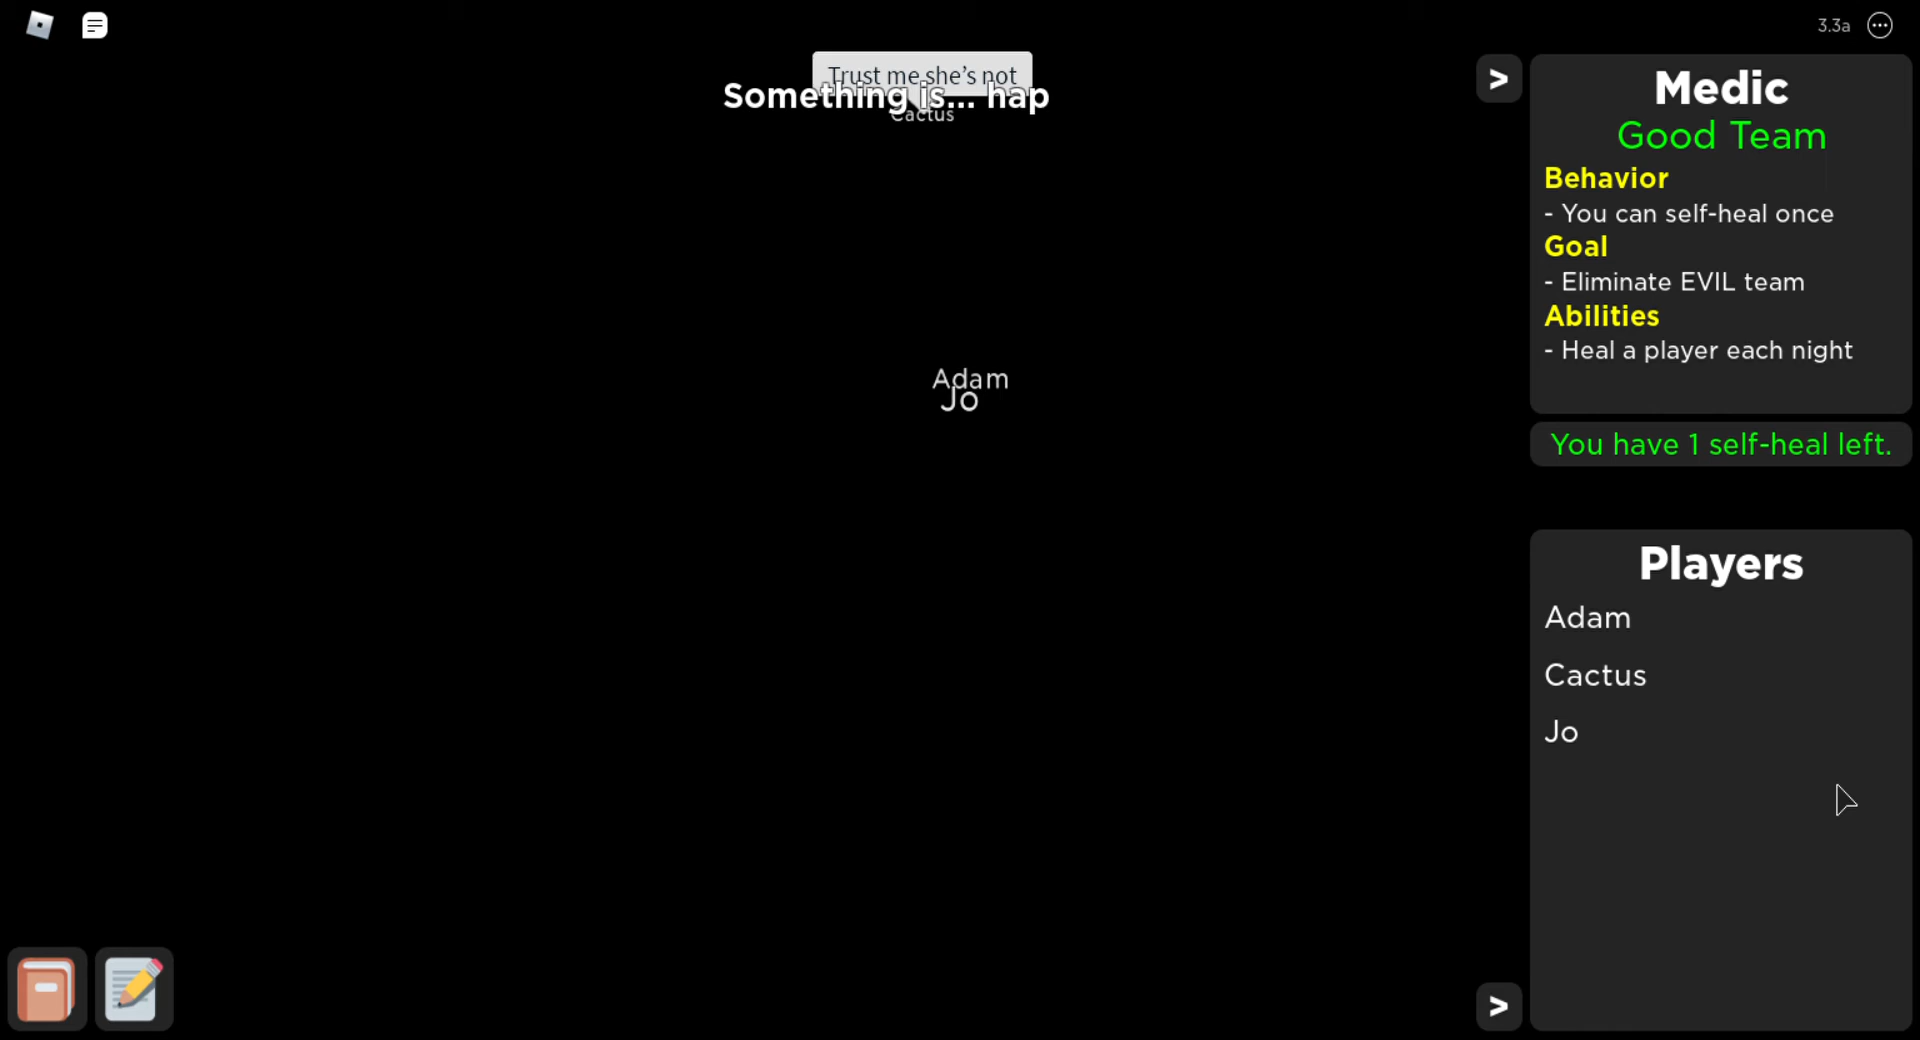 3.3a
Trust me she’s not
Something is... hap
Cactus
Adam
Jo
>
Medic
Good Team
Behavior
- You can self-heal once
Goal
- Eliminate EVIL team
Abilities
- Heal a player each night
You have 1 self-heal left.
Players
Adam
Cactus
Jo
>